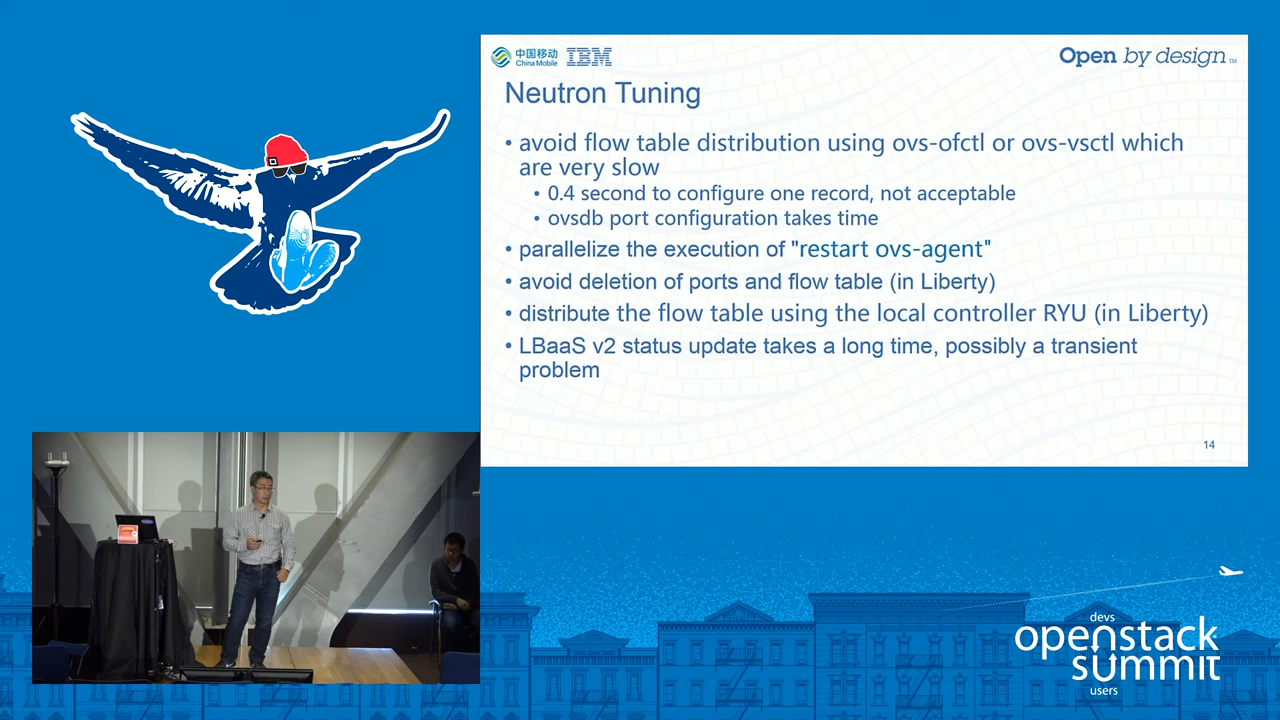 中国移动
China Mobile
IBM
Open by design™
Neutron Tuning
• avoid flow table distribution using ovs-ofctl or ovs-vsctl which
are very slow
• 0.4 second to configure one record, not acceptable
• ovsdb port configuration takes time
• parallelize the execution of "restart ovs-agent"
• avoid deletion of ports and flow table (in Liberty)
• distribute the flow table using the local controller RYU (in Liberty)
• LBaaS v2 status update takes a long time, possibly a transient
problem
14
devs
openstack
summit
users